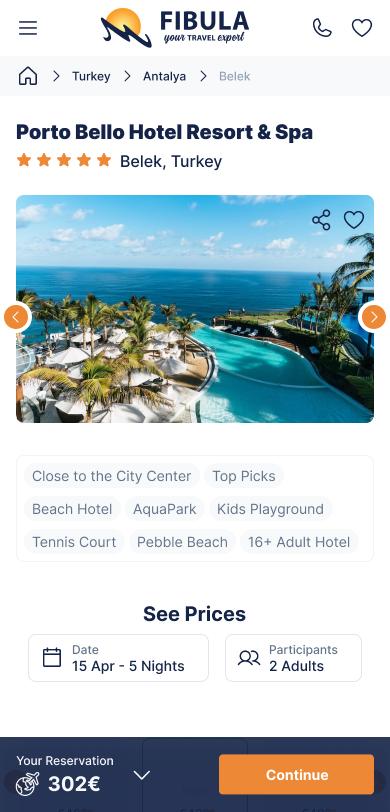 FIBULA
your TRAVEL expert
Turkey
Antalya
Belek
Porto Bello Hotel Resort & Spa
Belek, Turkey
Close to the City Center
Top Picks
Beach Hotel
AquaPark
Kids Playground
Tennis Court
Pebble Beach
16+ Adult Hotel
See Prices
Date
15 Apr - 5 Nights
Participants
2 Adults
Your Reservation
302€
Continue